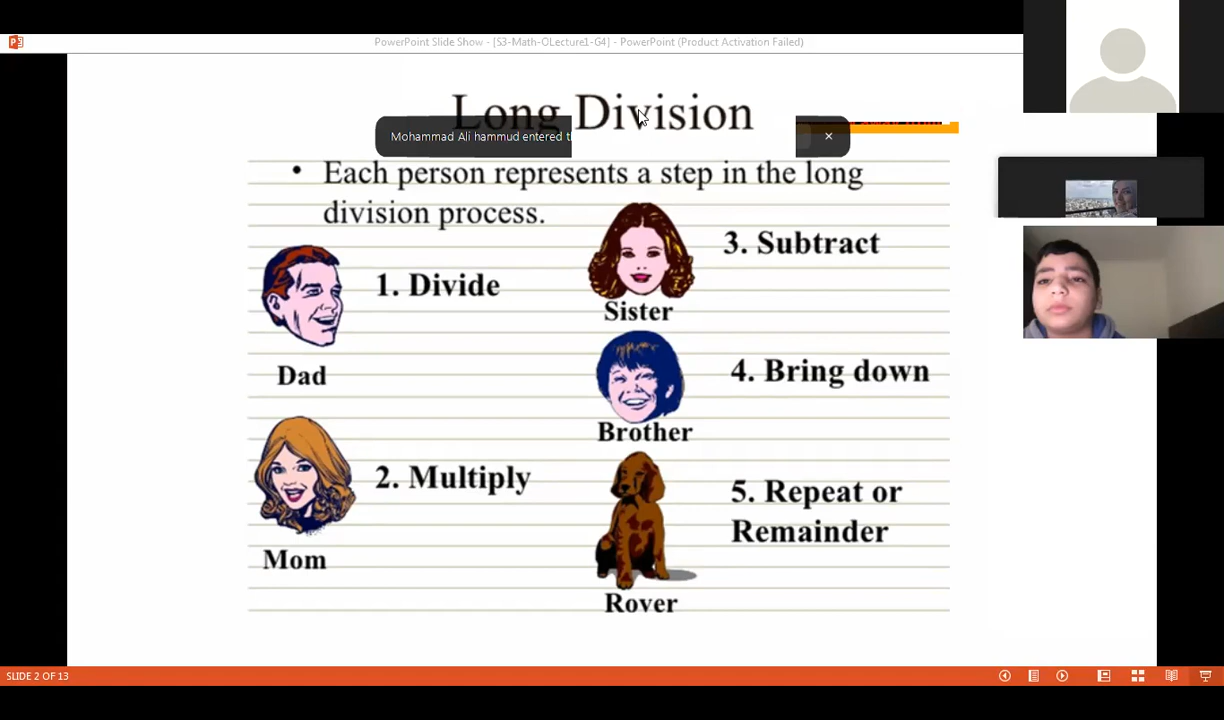 PowerPoint Slide Show - [S3-Math-OLecture1-G4] - PowerPoint (Product Activation Failed)
Long Division
Mohammad Ali hammud entered
• Each person represents a step in the long
division process.
1. Divide
Dad
2. Multiply
Mom
3. Subtract
Sister
4. Bring down
Brother
5. Repeat or
Remainder
Rover
SLIDE 2 OF 13